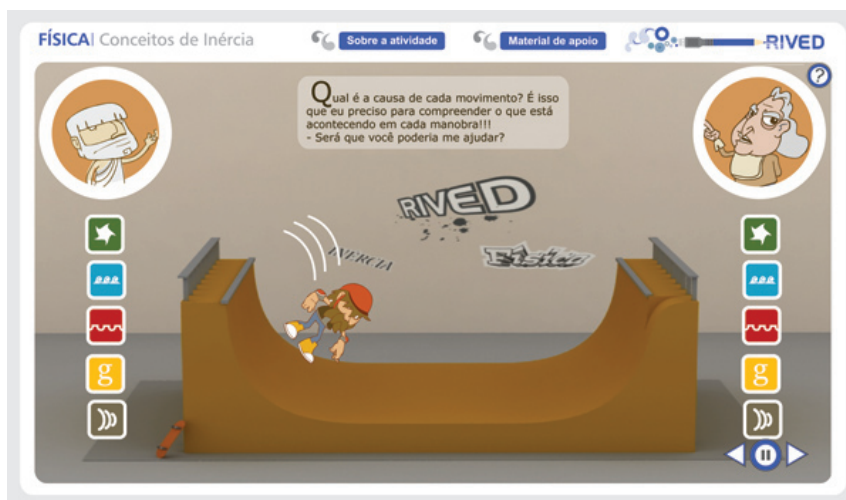 FÍSICA| Conceitos de Inércia
Sobre a atividade
Material de apoio
RIVED
?
Qual é a causa de cada movimento? É isso
que eu preciso para compreender o que está
acontecendo em cada manobra!!!
- Será que você poderia me ajudar?
RIVED
INERCIA
Física
g
g